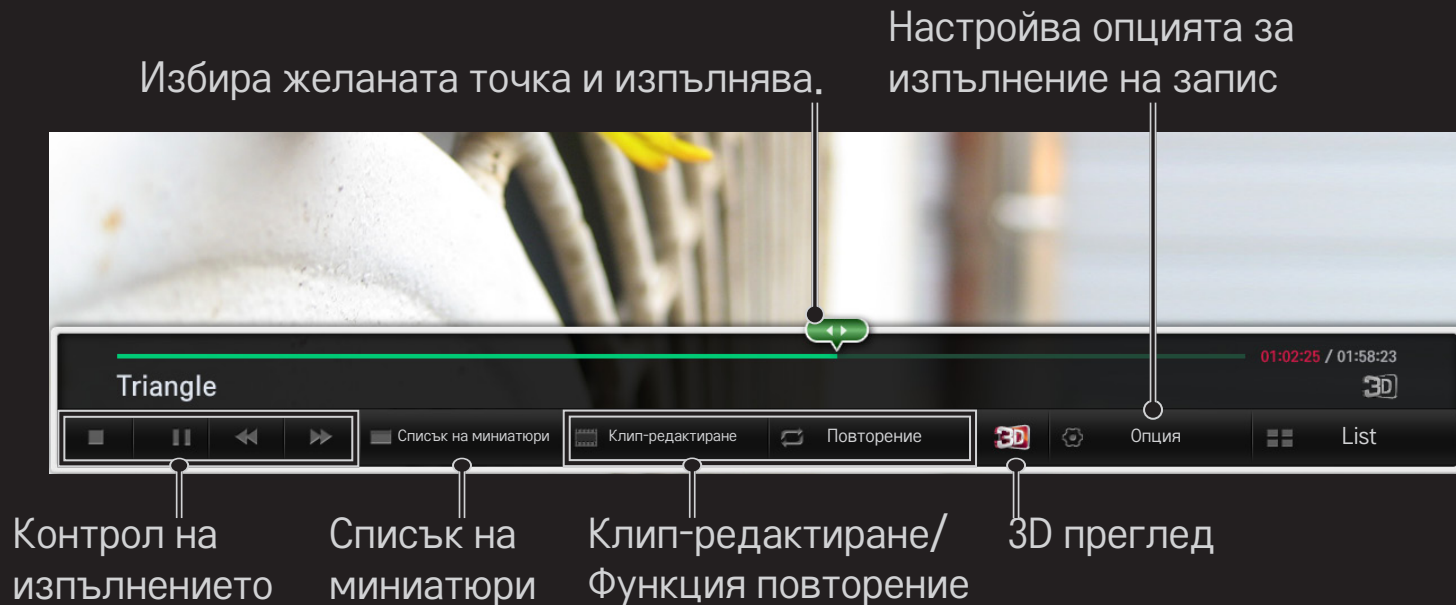 Настройва опцията за
изпълнение на запис
Избира желаната точка и изпълнява.
01:02:25 / 01:58:23
Triangle
3D
Списък на миниатюри
Клип-редактиране
Повторение
3D
Опция
List
Контрол на
изпълнението
Списък на
миниатюри
Клип-редактиране/
Функция повторение
3D преглед